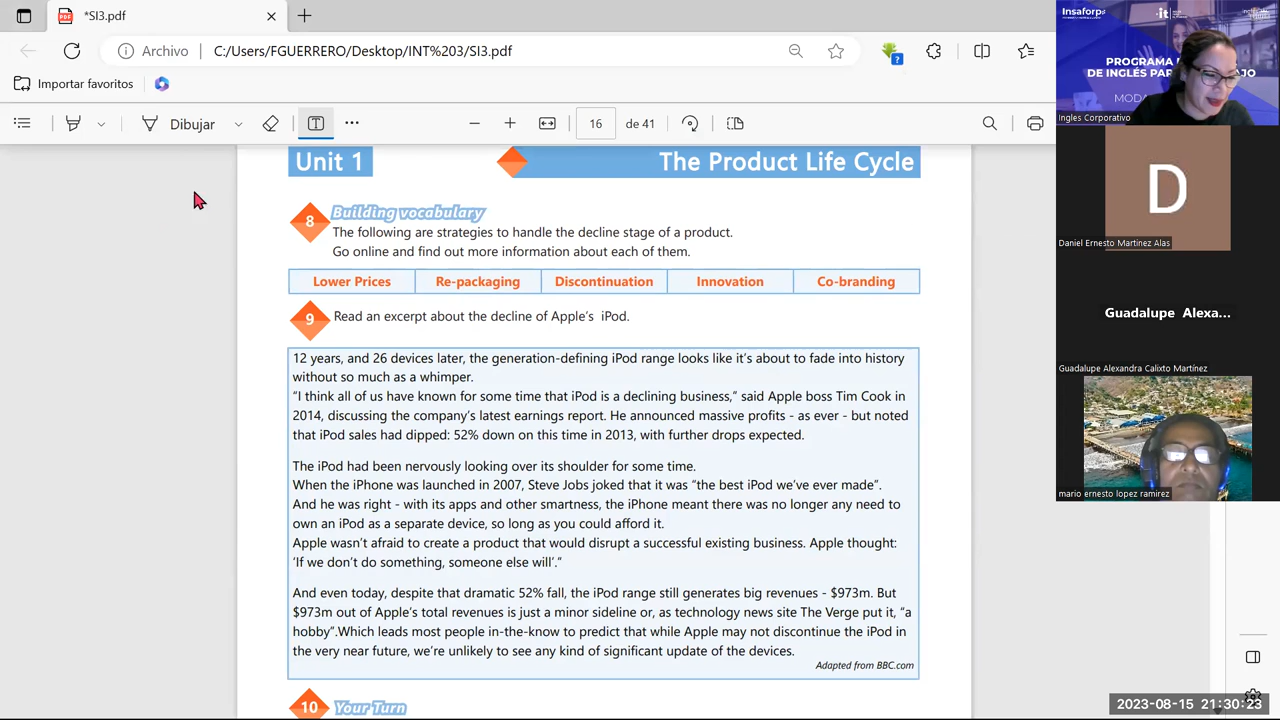 *SI3.pdf
Archivo
C:/Users/FGUERRERO/Desktop/INT%203/SI3.pdf
Importar favoritos
Dibujar
16
de 41
Unit 1
The Product Life Cycle
8
Building vocabulary
The following are strategies to handle the decline stage of a product.
Go online and find out more information about each of them.
Lower Prices
Re-packaging
Discontinuation
Innovation
Co-branding
9
Read an excerpt about the decline of Apple's iPod.
12 years, and 26 devices later, the generation-defining iPod range looks like it's about to fade into history
without so much as a whimper.
“I think all of us have known for some time that iPod is a declining business,” said Apple boss Tim Cook in
2014, discussing the company's latest earnings report. He announced massive profits - as ever - but noted
that iPod sales had dipped: 52% down on this time in 2013, with further drops expected.
The iPod had been nervously looking over its shoulder for some time.
When the iPhone was launched in 2007, Steve Jobs joked that it was “the best iPod we've ever made”.
And he was right - with its apps and other smartness, the iPhone meant there was no longer any need to
own an iPod as a separate device, so long as you could afford it.
Apple wasn't afraid to create a product that would disrupt a successful existing business. Apple thought:
'If we don't do something, someone else will'.”
And even today, despite that dramatic 52% fall, the iPod range still generates big revenues - $973m. But
$973m out of Apple's total revenues is just a minor sideline or, as technology news site The Verge put it, “a
hobby”.Which leads most people in-the-know to predict that while Apple may not discontinue the iPod in
the very near future, we're unlikely to see any kind of significant update of the devices.
Adapted from BBC.com
10
Your Turn
Insaforp
PROGRAMA
DE INGLÉS
Ingles Corporativo
D
Daniel Ernesto Martinez Alas
Guadalupe Alexa...
Guadalupe Alexandra Calixto Martínez
mario ernesto lopez ramirez
2023-08-15 21:30:23